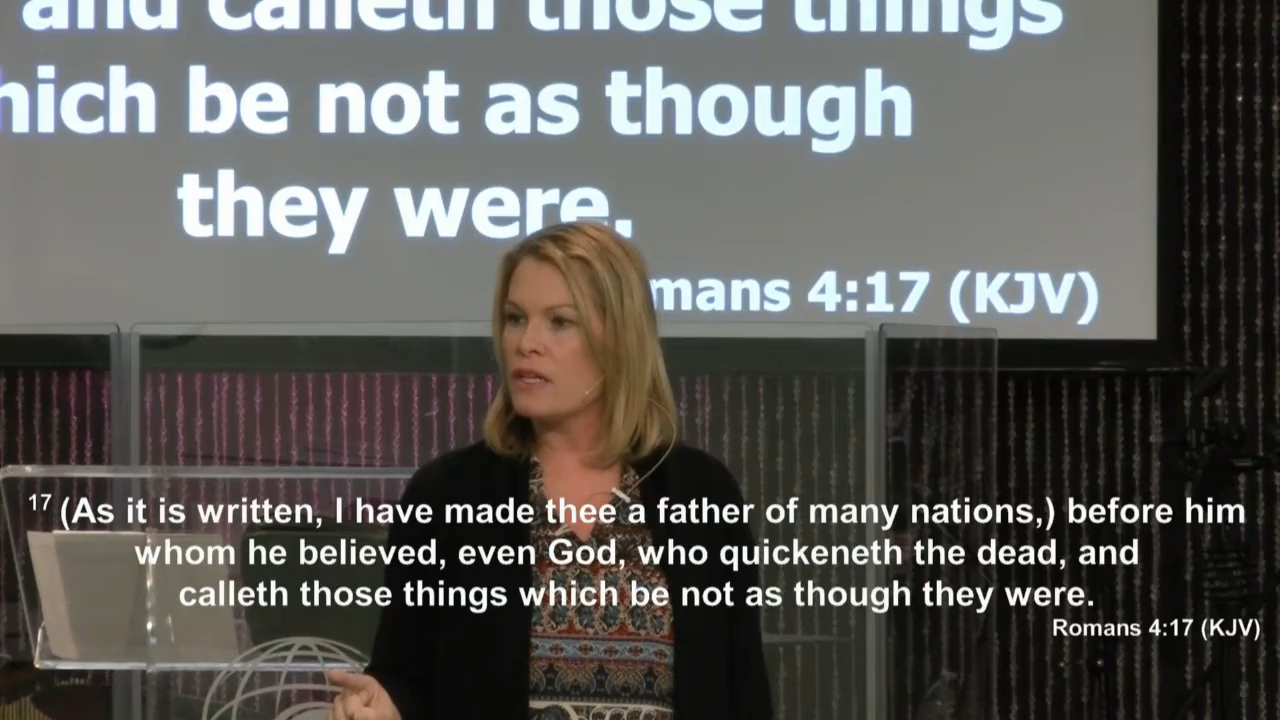 and calleth those things
hich be not as though
they were.
mans 4:17 (KJV)
17 (As it is written, I have made thee a father of many nations,) before him
whom he believed, even God, who quickeneth the dead, and
calleth those things which be not as though they were.
Romans 4:17 (KJV)